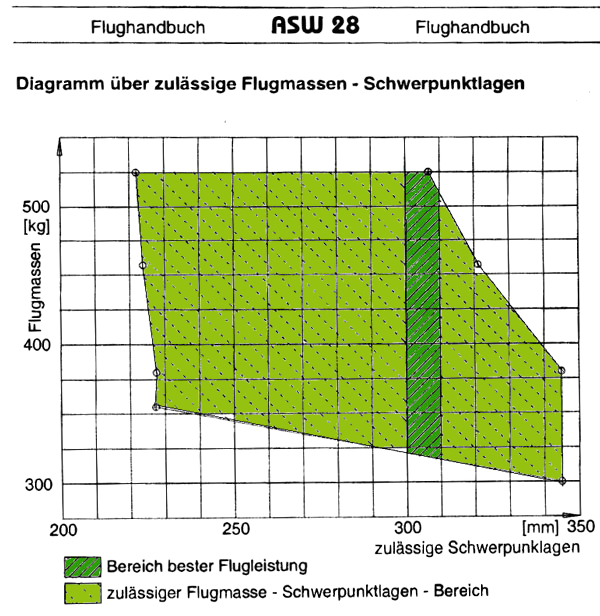 Flughandbuch ASW 28 Flughandbuch
Diagramm über zulässige Flugmassen - Schwerpunktlagen
500
[kg]
Flugmassen
400
300
200 250 300 [mm] 350
zulässige Schwerpunklagen
Bereich bester Flugleistung
zulässiger Flugmasse - Schwerpunktlagen - Bereich